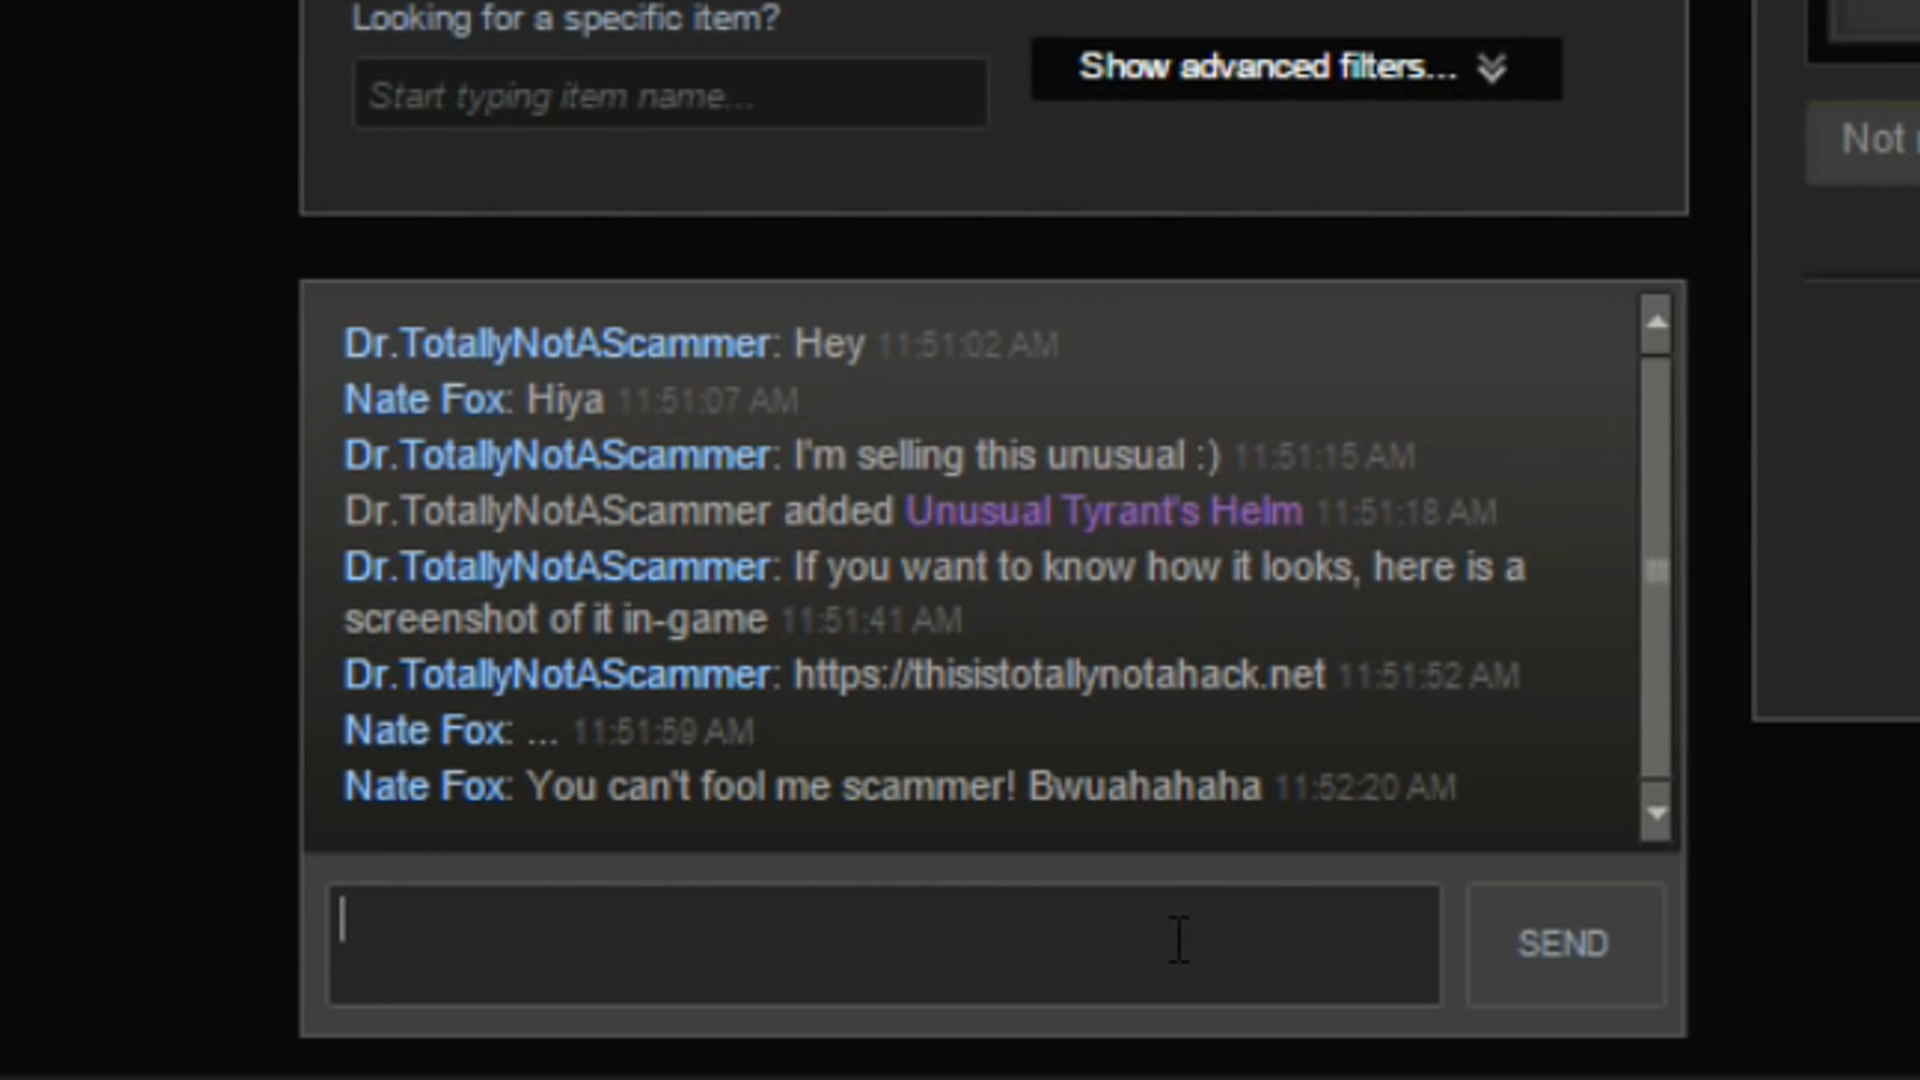 Looking for a specific item?
Start typing item name...
Show advanced filters...
Not
Dr.TotallyNotAScammer: Hey 11:51:02 AM
Nate Fox: Hiya 11:51:07 AM
Dr.TotallyNotAScammer: I'm selling this unusual :) 11:51:15 AM
Dr.TotallyNotAScammer added Unusual Tyrant's Helm 11:51:18 AM
Dr.TotallyNotAScammer: If you want to know how it looks, here is a
screenshot of it in-game 11:51:41 AM
Dr.TotallyNotAScammer: https://thisistotallynotahack.net 11:51:52 AM
Nate Fox: ... 11:51:59 AM
Nate Fox: You can't fool me scammer! Bwuahahaha 11:52:20 AM
SEND